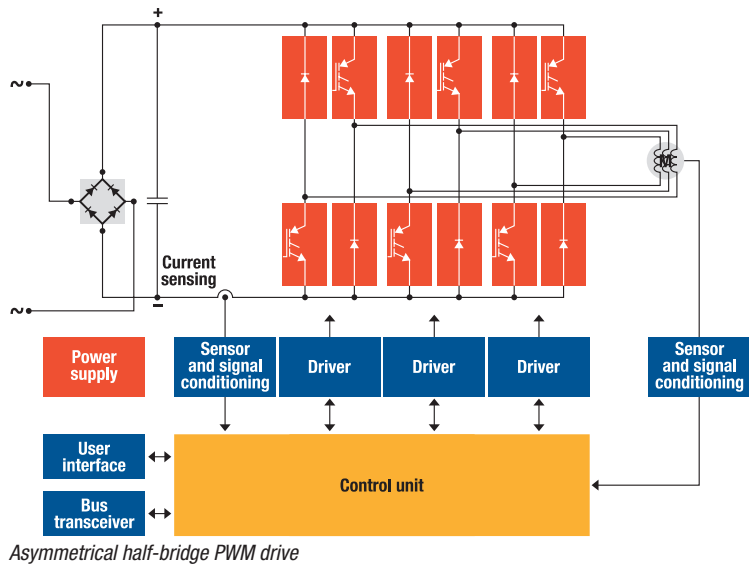 +
~
~
Current
sensing
-
M
Power
supply
Sensor
and signal
conditioning
Driver
Driver
Driver
Sensor
and signal
conditioning
User
interface
Control unit
Bus
transceiver
Asymmetrical half-bridge PWM drive